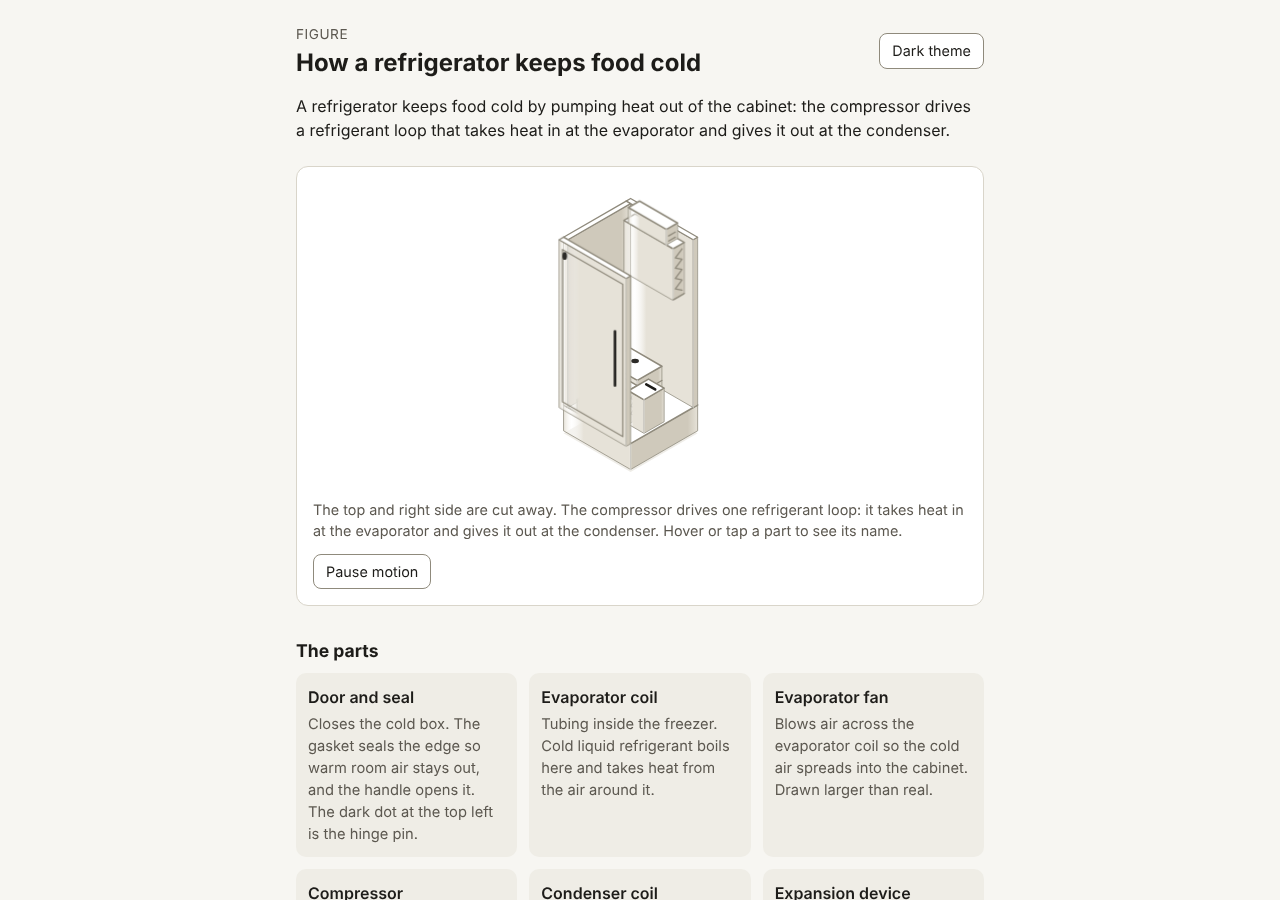 FIGURE
How a refrigerator keeps food cold
Dark theme
A refrigerator keeps food cold by pumping heat out of the cabinet: the compressor drives
a refrigerant loop that takes heat in at the evaporator and gives it out at the condenser.
The top and right side are cut away. The compressor drives one refrigerant loop: it takes heat in
at the evaporator and gives it out at the condenser. Hover or tap a part to see its name.
Pause motion
The parts
Door and seal
Closes the cold box. The
gasket seals the edge so
warm room air stays out,
and the handle opens it.
The dark dot at the top left
is the hinge pin.
Evaporator coil
Tubing inside the freezer.
Cold liquid refrigerant boils
here and takes heat from
the air around it.
Evaporator fan
Blows air across the
evaporator coil so the cold
air spreads into the cabinet.
Drawn larger than real.
Compressor
Condenser coil
Expansion device